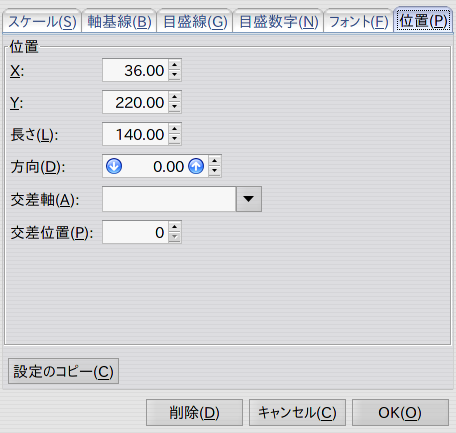 スケール(S) 軸基線(B) 目盛線(G) 目盛数字(N) フォント(F) 位置(P)
位置
X: 36.00
Y: 220.00
長さ(L): 140.00
方向(D): 0.00
交差軸(A):
交差位置(P): 0
設定のコピー(C)
削除(D) キャンセル(C) OK(O)